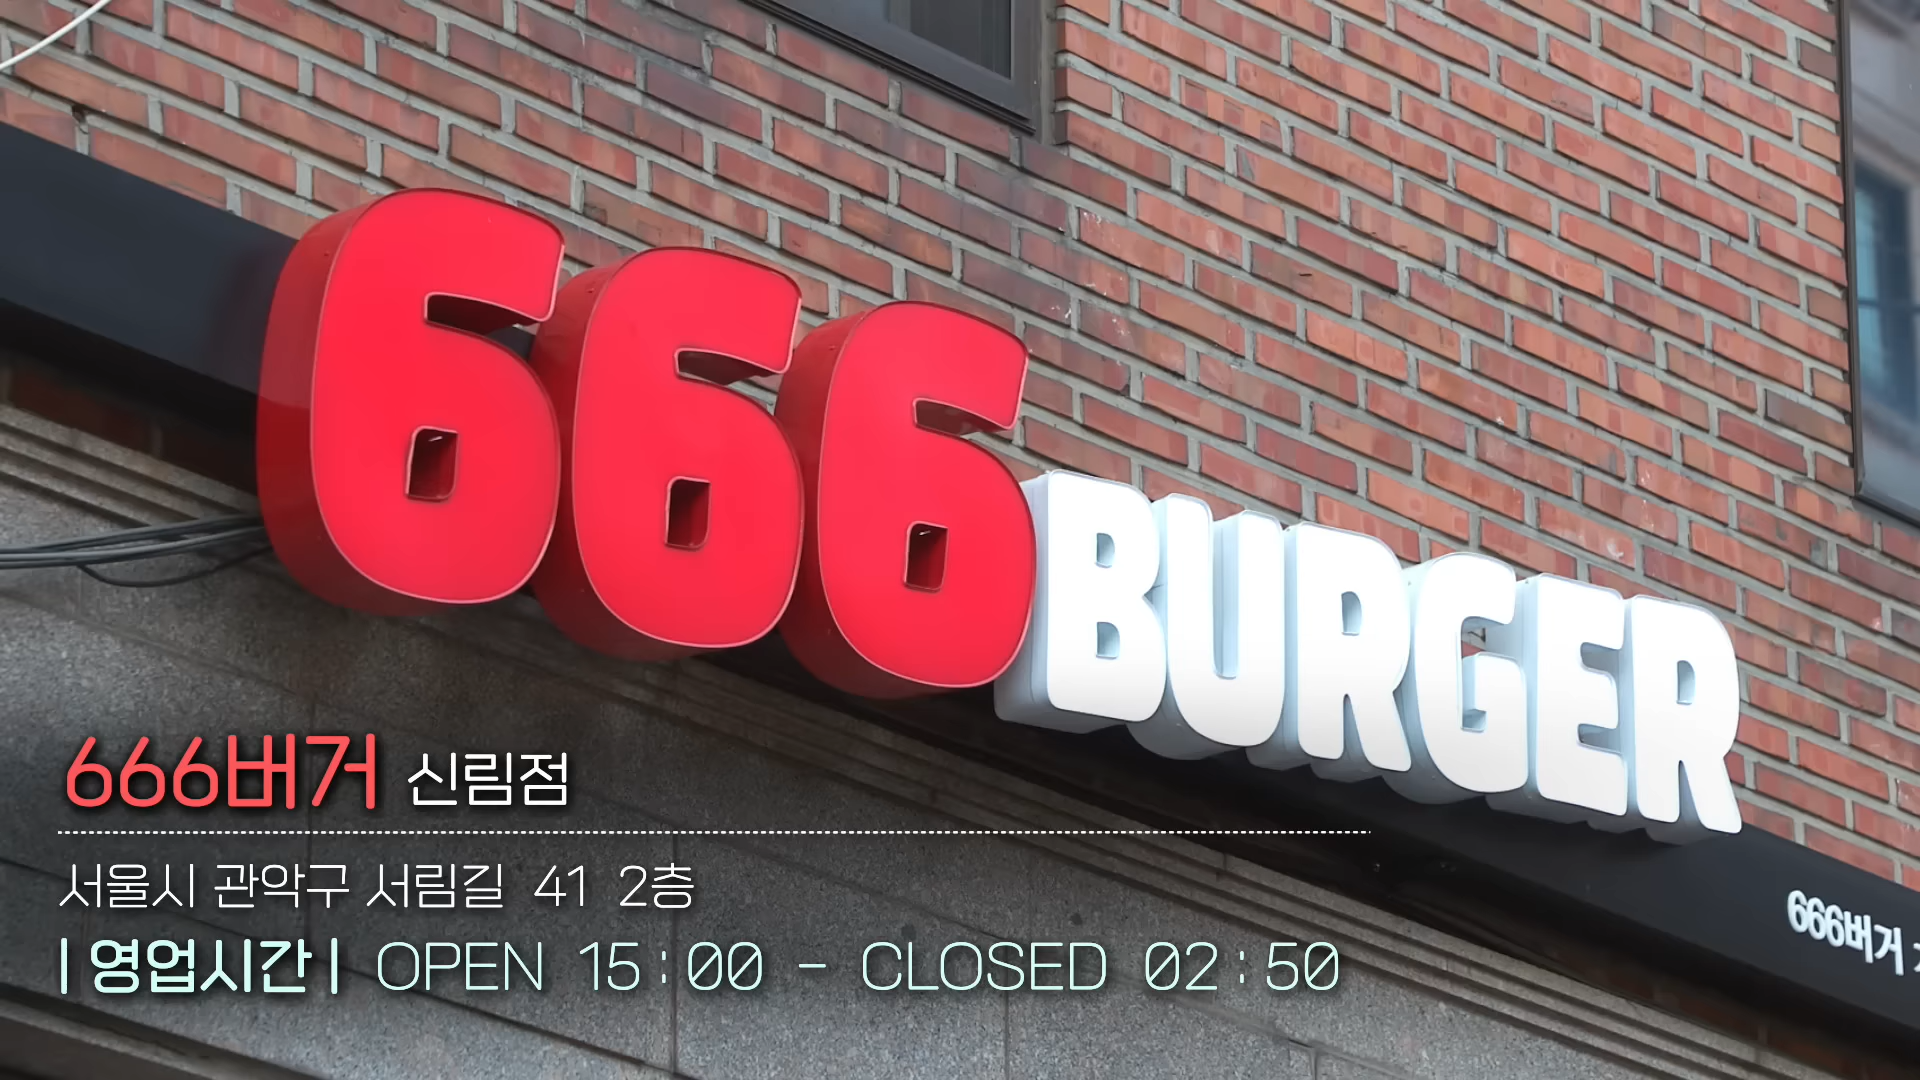 666 BURGER
666버거 신림점
서울시 관악구 서림길 41 2층
| 영업시간 | OPEN 15:00 - CLOSED 02:50
666버거